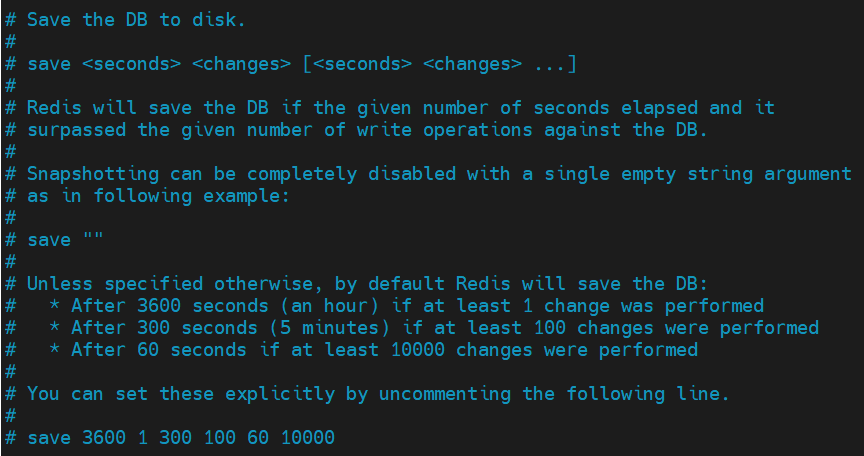 # Save the DB to disk.
#
# save <seconds> <changes> [<seconds> <changes> ...]
#
# Redis will save the DB if the given number of seconds elapsed and it
# surpassed the given number of write operations against the DB.
#
# Snapshotting can be completely disabled with a single empty string argument
# as in following example:
#
# save ""
#
# Unless specified otherwise, by default Redis will save the DB:
#   * After 3600 seconds (an hour) if at least 1 change was performed
#   * After 300 seconds (5 minutes) if at least 100 changes were performed
#   * After 60 seconds if at least 10000 changes were performed
#
# You can set these explicitly by uncommenting the following line.
#
# save 3600 1 300 100 60 10000